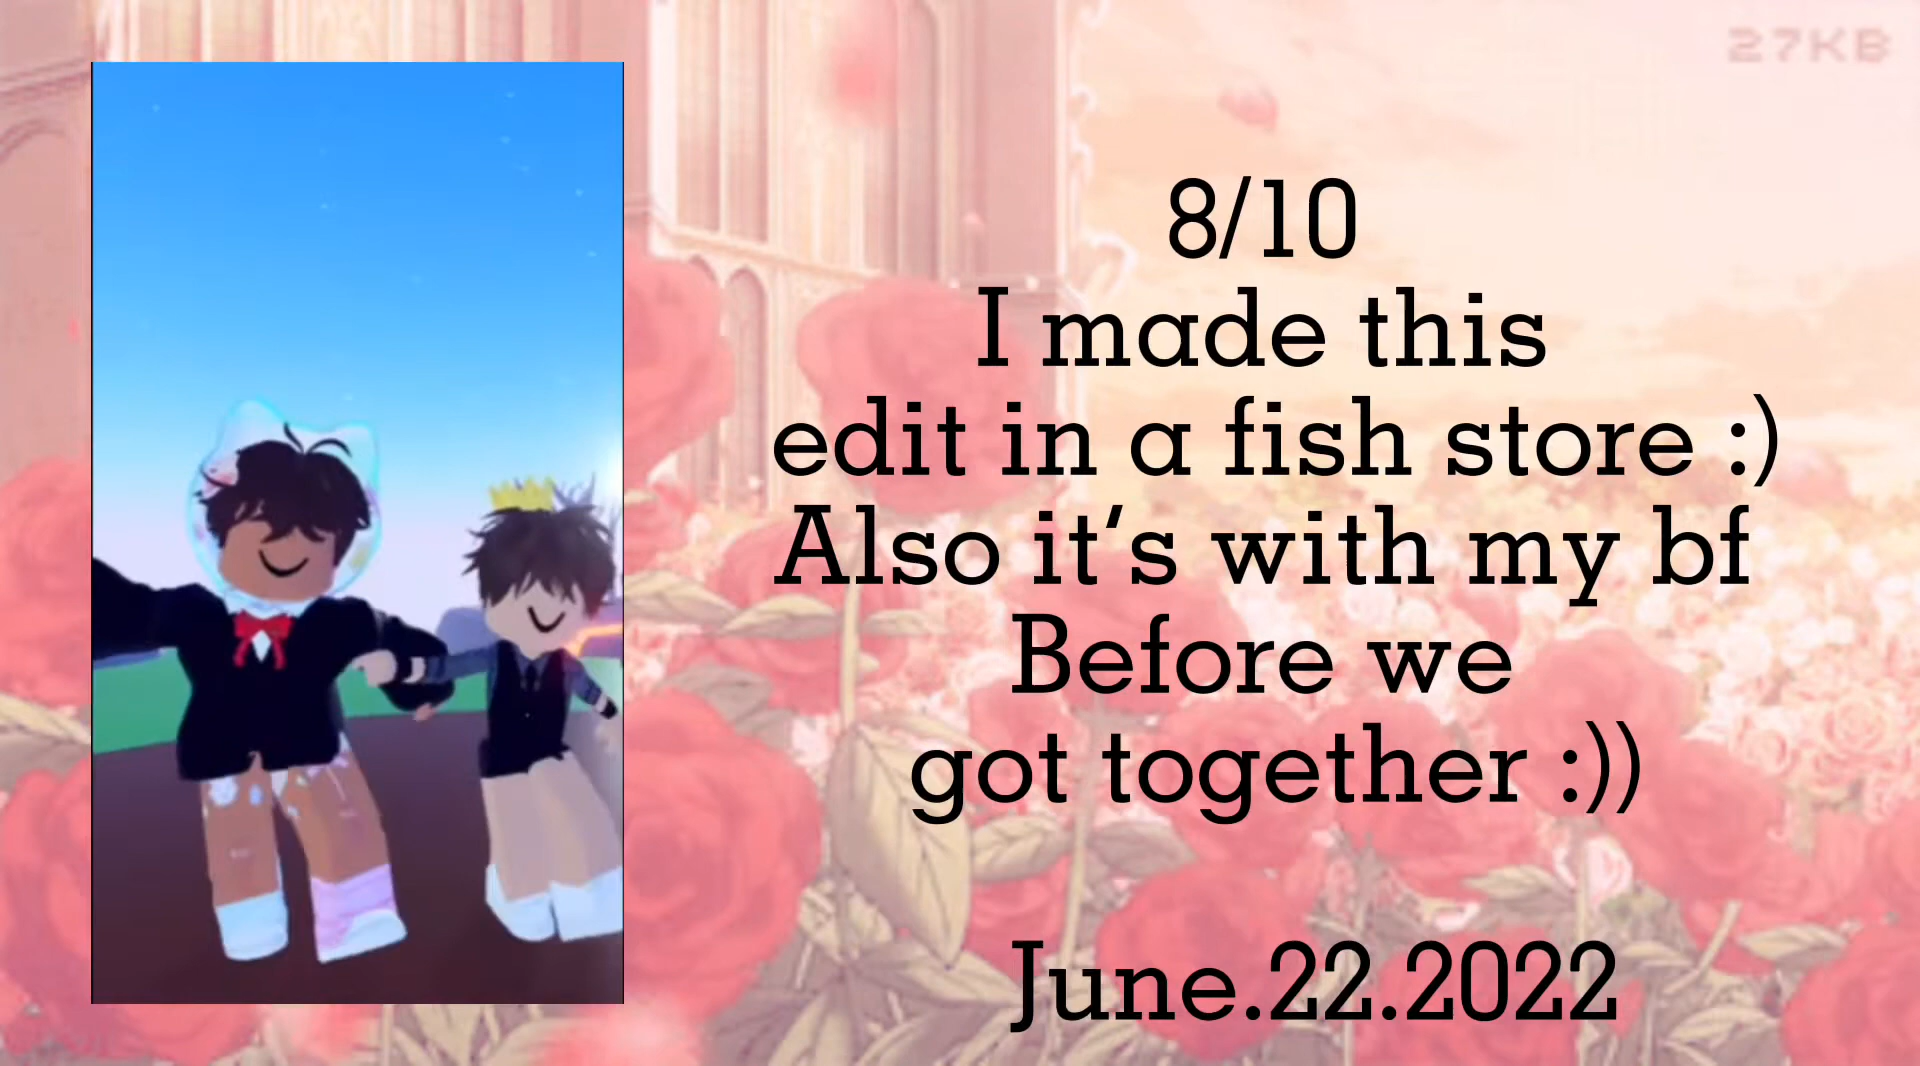 27KB
8/10
I made this
edit in a fish store :)
Also it's with my bf
Before we
got together :))
June.22.2022